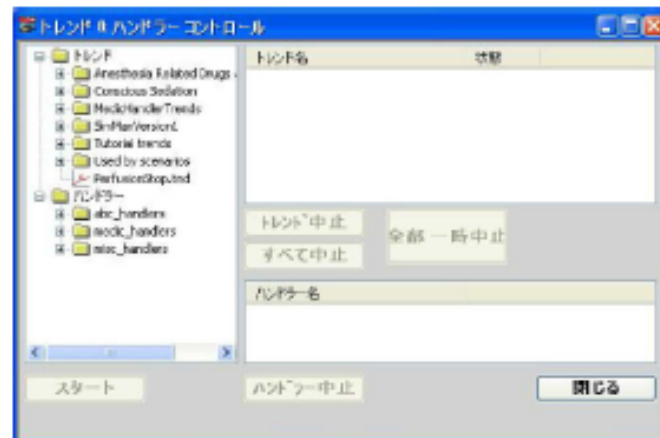 トレンド & ハンドラー コントロール
トレンド
Anesthesia Related Drugs
Conscious Sedation
MedicHandlerTrends
SimManVersion1
Tutorial trends
Used by scenarios
PerfusionStop.tnd
ハンドラー
abc_handlers
medic_handlers
misc_handlers
トレンド名 状態
トレンド中止
すべて中止
全部一時中止
ハンドラー名
スタート
ハンドラー中止
閉じる